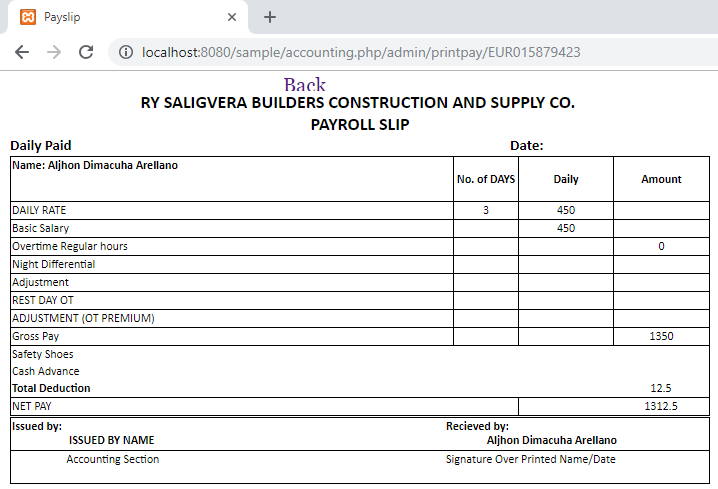 Payslip
localhost:8080/sample/accounting.php/admin/printpay/EUR015879423
Back
RY SALIGVERA BUILDERS CONSTRUCTION AND SUPPLY CO.
PAYROLL SLIP
Daily Paid Date:
Name: Aljhon Dimacuha Arellano No. of DAYS Daily Amount
DAILY RATE 3 450
Basic Salary 450
Overtime Regular hours 0
Night Differential
Adjustment
REST DAY OT
ADJUSTMENT (OT PREMIUM)
Gross Pay 1350
Safety Shoes
Cash Advance
Total Deduction 12.5
NET PAY 1312.5
Issued by: Recieved by:
ISSUED BY NAME Aljhon Dimacuha Arellano
Accounting Section Signature Over Printed Name/Date